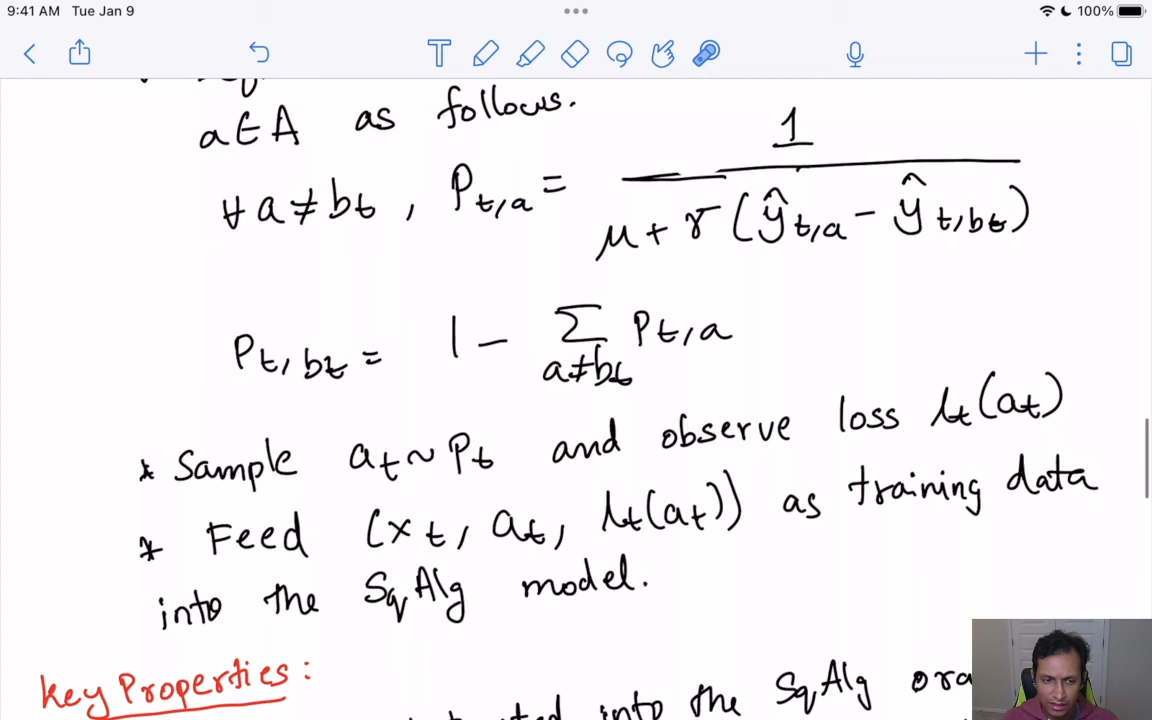 9:41 AM Tue Jan 9 100%
T
a ∈ A as follows.
∀ a ≠ bt , Pt,a = 1 / (μ + γ (ŷt,a − ŷt,bt))
Pt,bt = 1 − Σ a≠bt Pt,a
* Sample at ~ Pt and observe loss lt(at)
* Feed (xt, at, lt(at)) as training data
into the SqAlg model.
Key Properties:
into the SqAlg